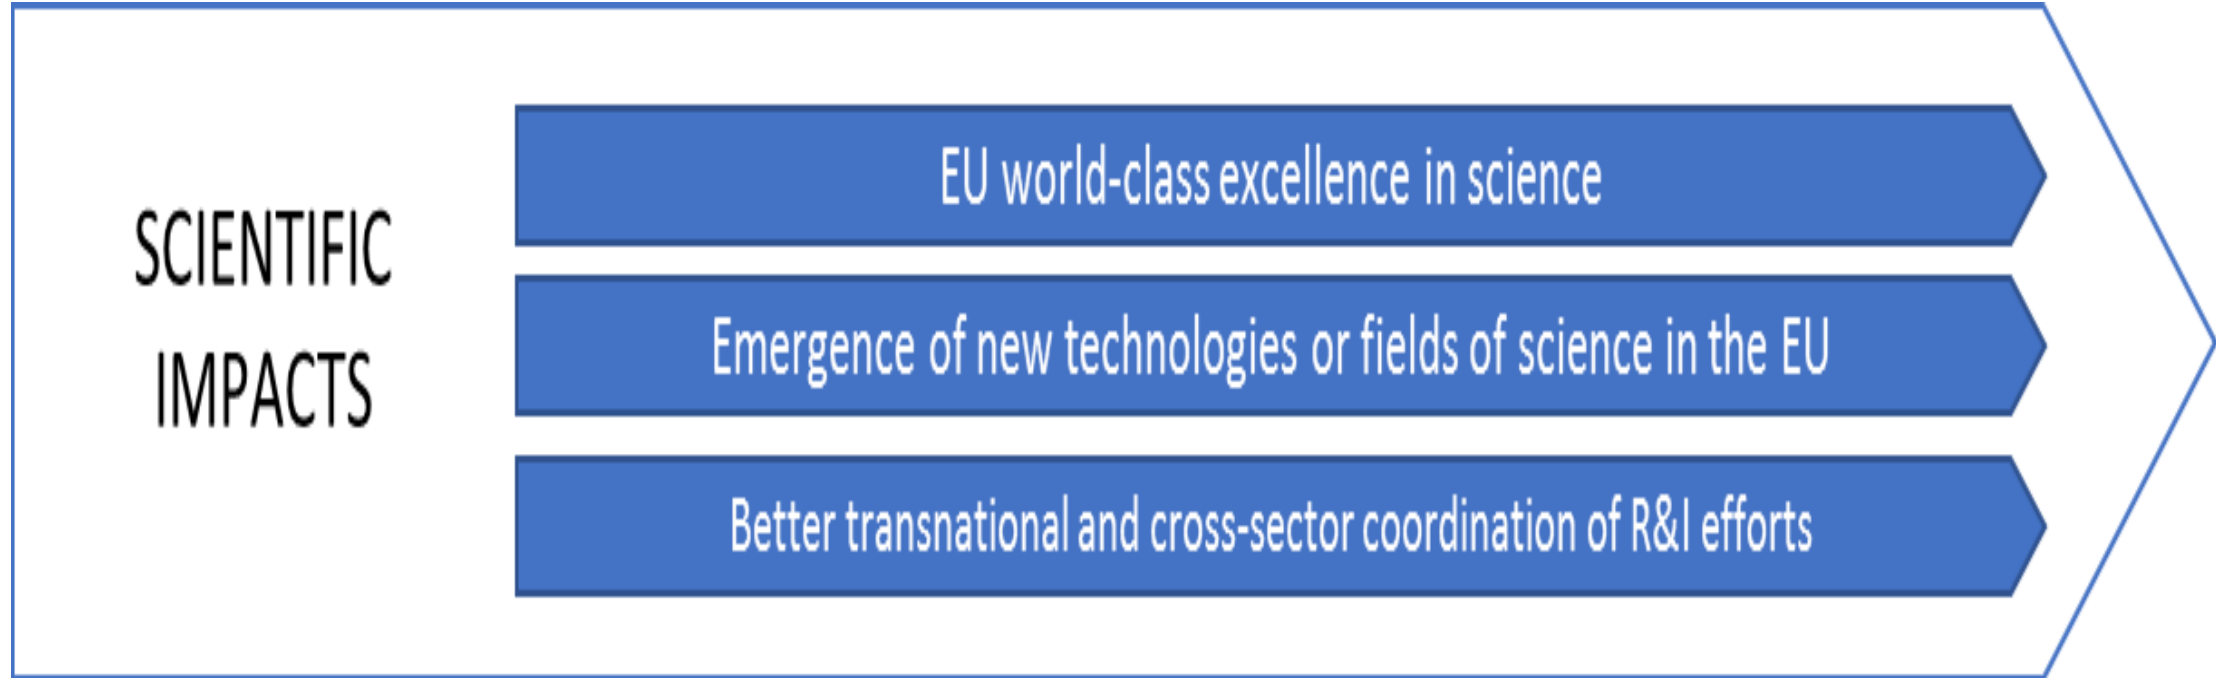 SCIENTIFIC
IMPACTS
EU world-class excellence in science
Emergence of new technologies or fields of science in the EU
Better transnational and cross-sector coordination of R&I efforts